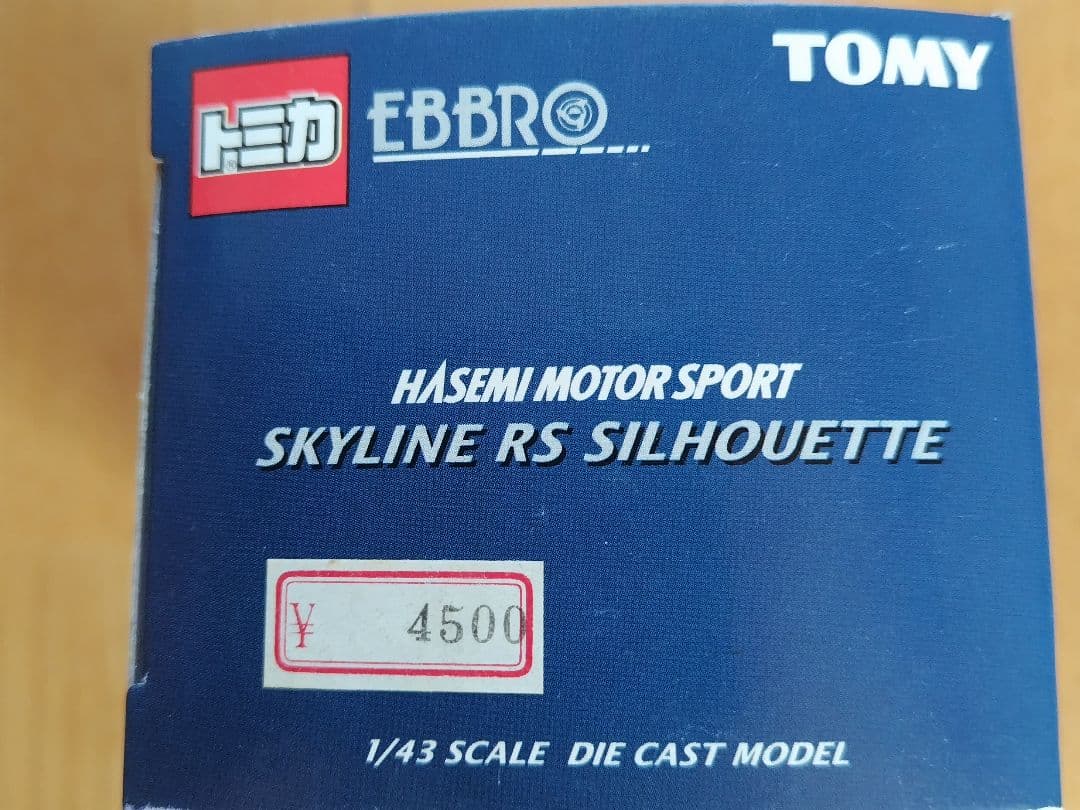 トミカ® EBBRO TOMY
HASEMI MOTOR SPORT
SKYLINE RS SILHOUETTE
¥ 4500
1/43 SCALE DIE CAST MODEL